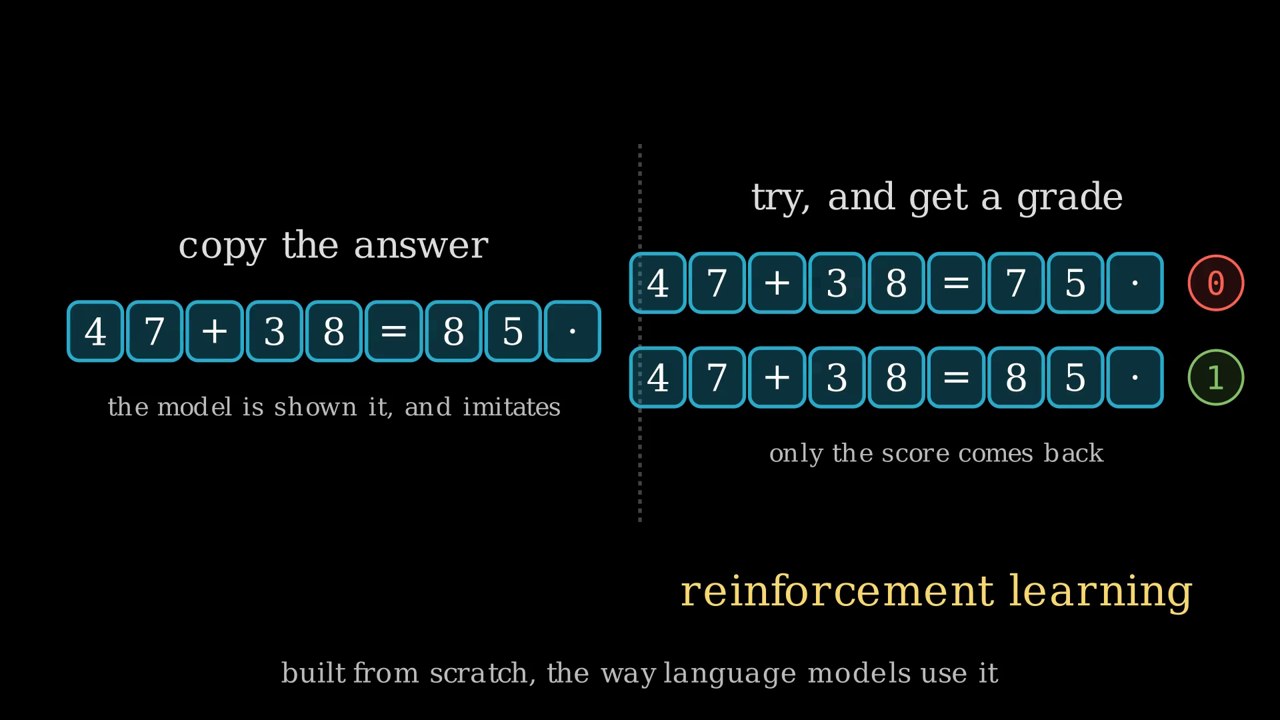 copy the answer
4 7 + 3 8 = 8 5 ·
the model is shown it, and imitates
try, and get a grade
4 7 + 3 8 = 7 5 · 0
4 7 + 3 8 = 8 5 · 1
only the score comes back
reinforcement learning
built from scratch, the way language models use it